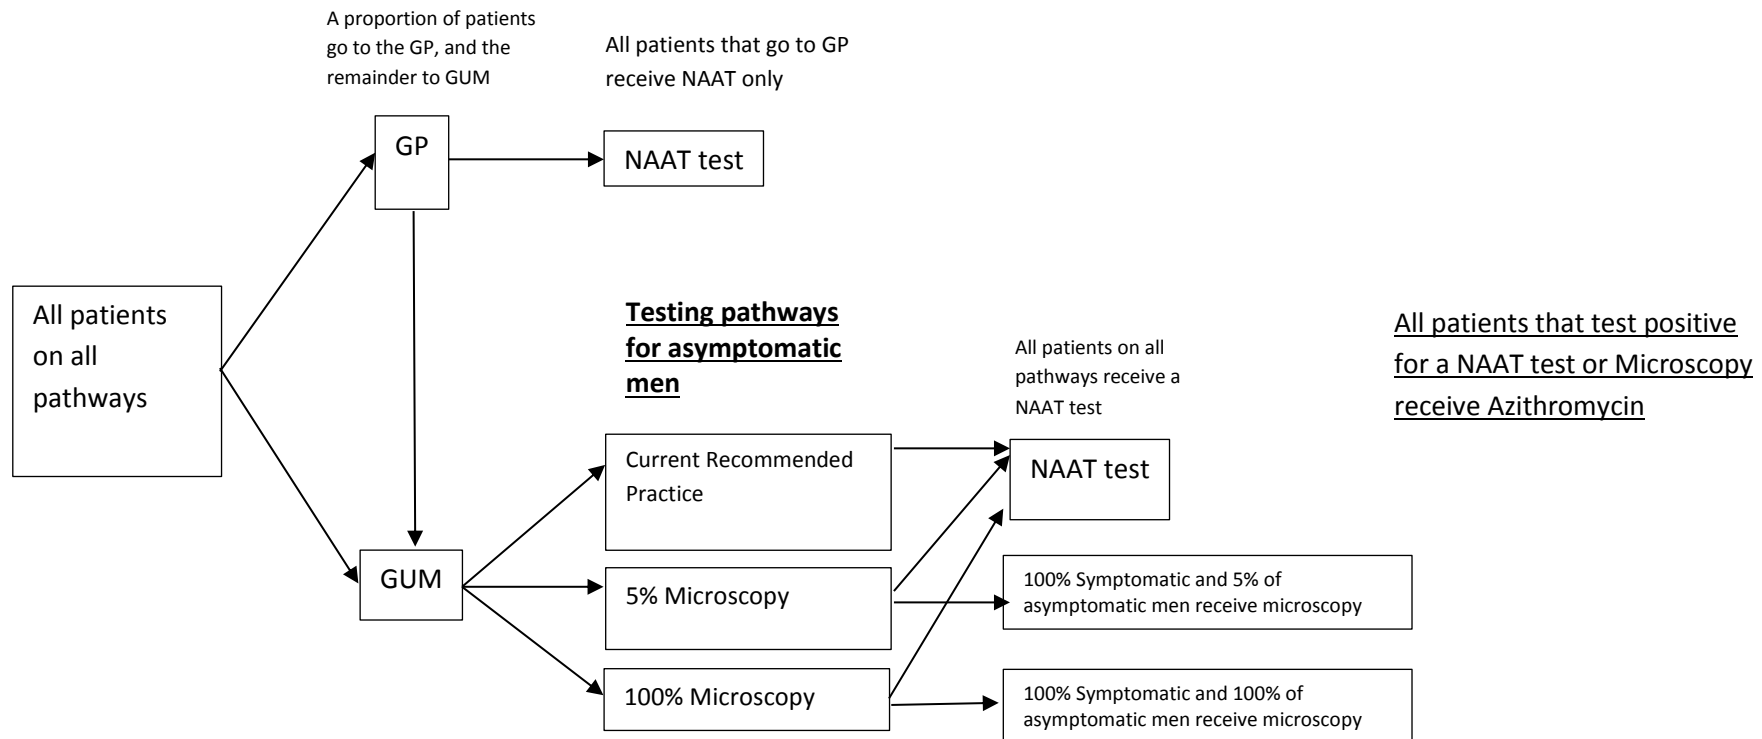 A proportion of patients
go to the GP, and the
remainder to GUM
All patients that go to GP
receive NAAT only
GP
NAAT test
All patients
on all
pathways
Testing pathways
for asymptomatic
men
All patients on all
pathways receive a
NAAT test
All patients that test positive
for a NAAT test or Microscopy
receive Azithromycin
Current Recommended
Practice
NAAT test
GUM
5% Microscopy
100% Symptomatic and 5% of
asymptomatic men receive microscopy
100% Microscopy
100% Symptomatic and 100% of
asymptomatic men receive microscopy